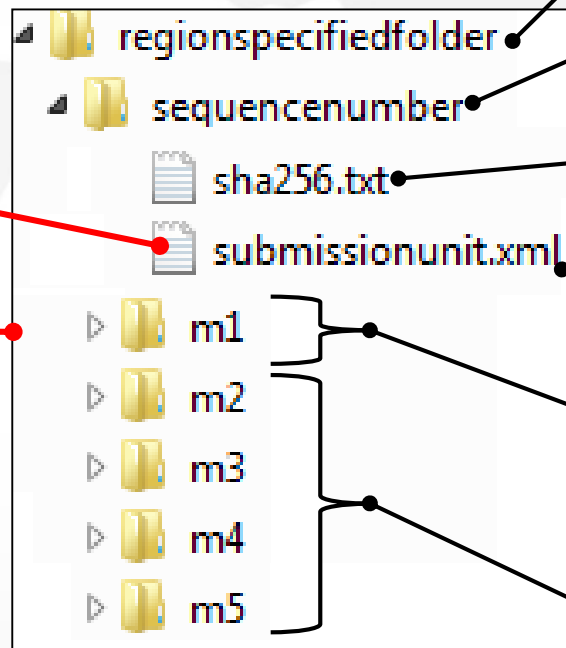 regionspecifiedfolder
sequencenumber
sha256.txt
submissionunit.xml
m1
m2
m3
m4
m5